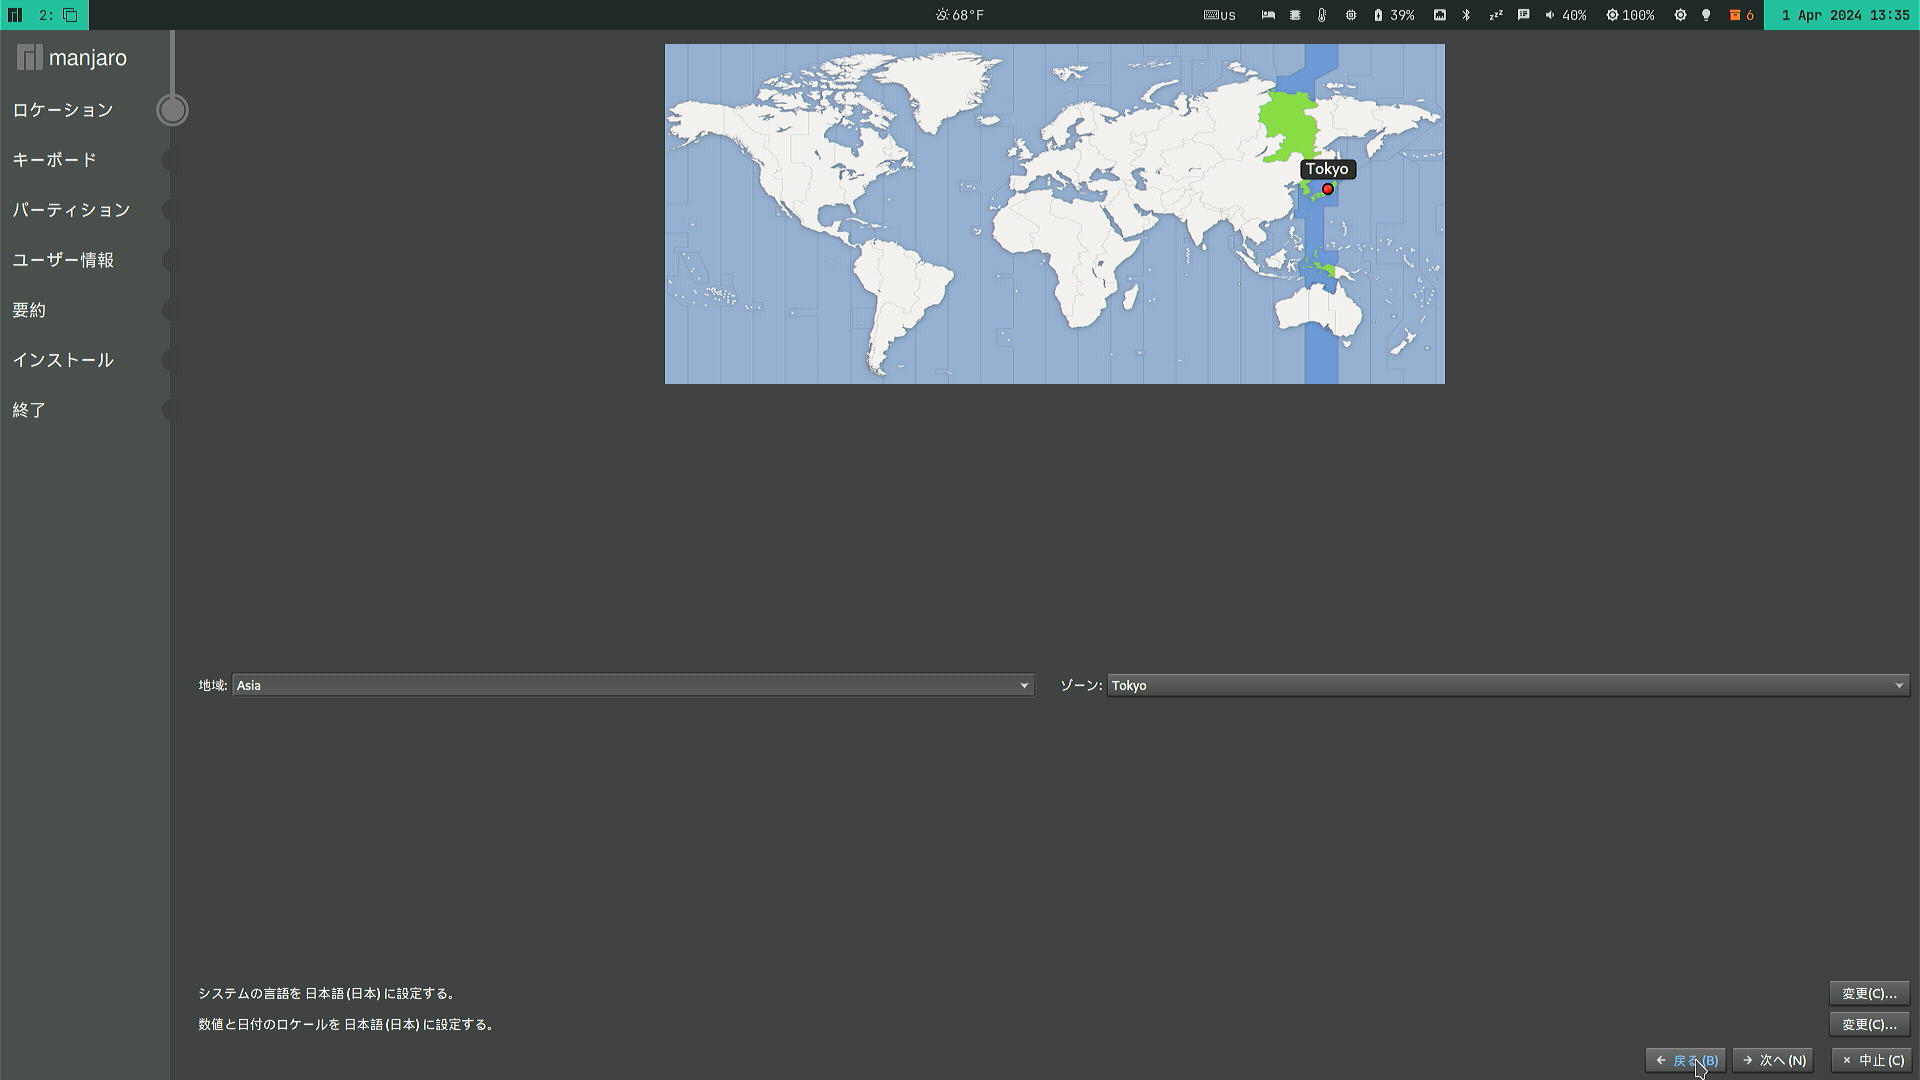 2: 68°F us 39% 40% 100% 6 1 Apr 2024 13:35
manjaro
ロケーション
キーボード
パーティション
ユーザー情報
要約
インストール
終了
Tokyo
地域: Asia
ゾーン: Tokyo
システムの言語を 日本語 (日本) に設定する。
変更(C)...
数値と日付のロケールを 日本語 (日本) に設定する。
変更(C)...
戻る(B) 次へ(N) 中止(C)